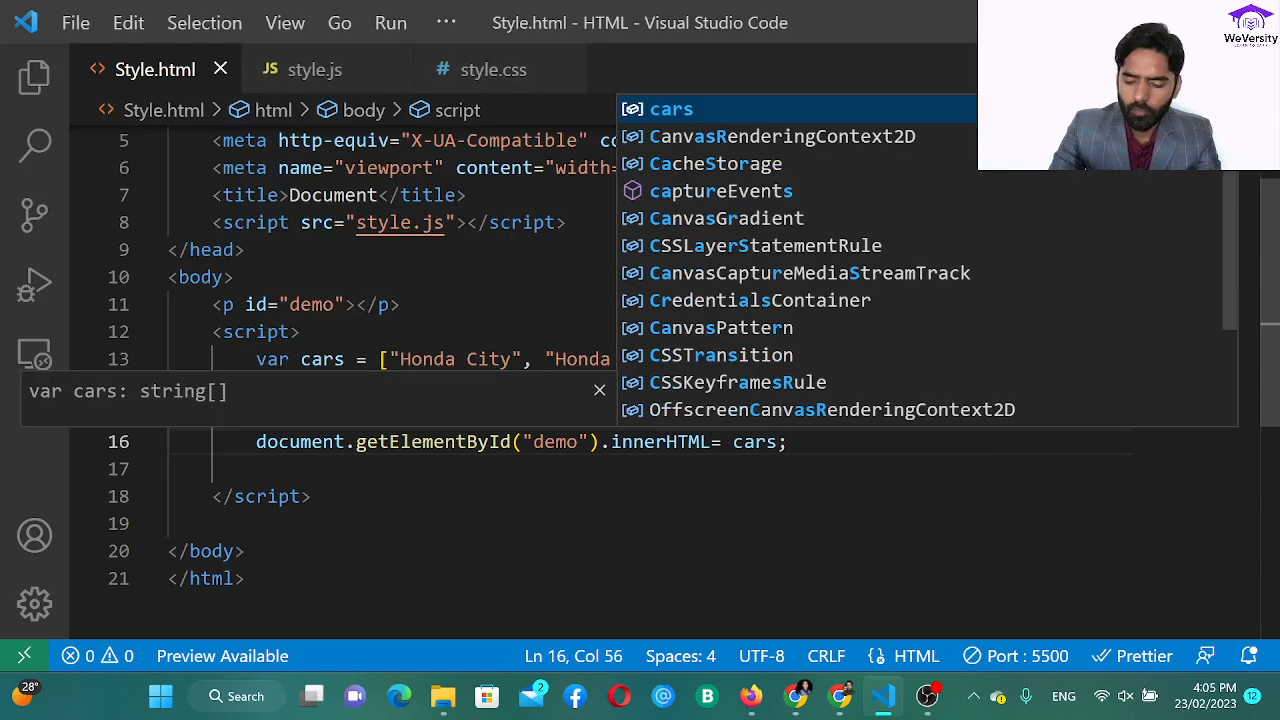 File Edit Selection View Go Run ··· Style.html - HTML - Visual Studio Code
WeVersity
Style.html style.js style.css
JS
#
Style.html > html > body > script
cars
CanvasRenderingContext2D
CacheStorage
captureEvents
CanvasGradient
CSSLayerStatementRule
CanvasCaptureMediaStreamTrack
CredentialsContainer
CanvasPattern
CSSTransition
CSSKeyframesRule
OffscreenCanvasRenderingContext2D
5 <meta http-equiv="X-UA-Compatible" co
6 <meta name="viewport" content="width=
7 <title>Document</title>
8 <script src="style.js"></script>
9 </head>
10 <body>
11 <p id="demo"></p>
12 <script>
13 var cars = ["Honda City", "Honda
var cars: string[]
16 document.getElementById("demo").innerHTML= cars;
17
18 </script>
19
20 </body>
21 </html>
0 0 Preview Available Ln 16, Col 56 Spaces: 4 UTF-8 CRLF {} HTML Port : 5500 Prettier
28° Search 2 B ENG 4:05 PM
23/02/2023 12